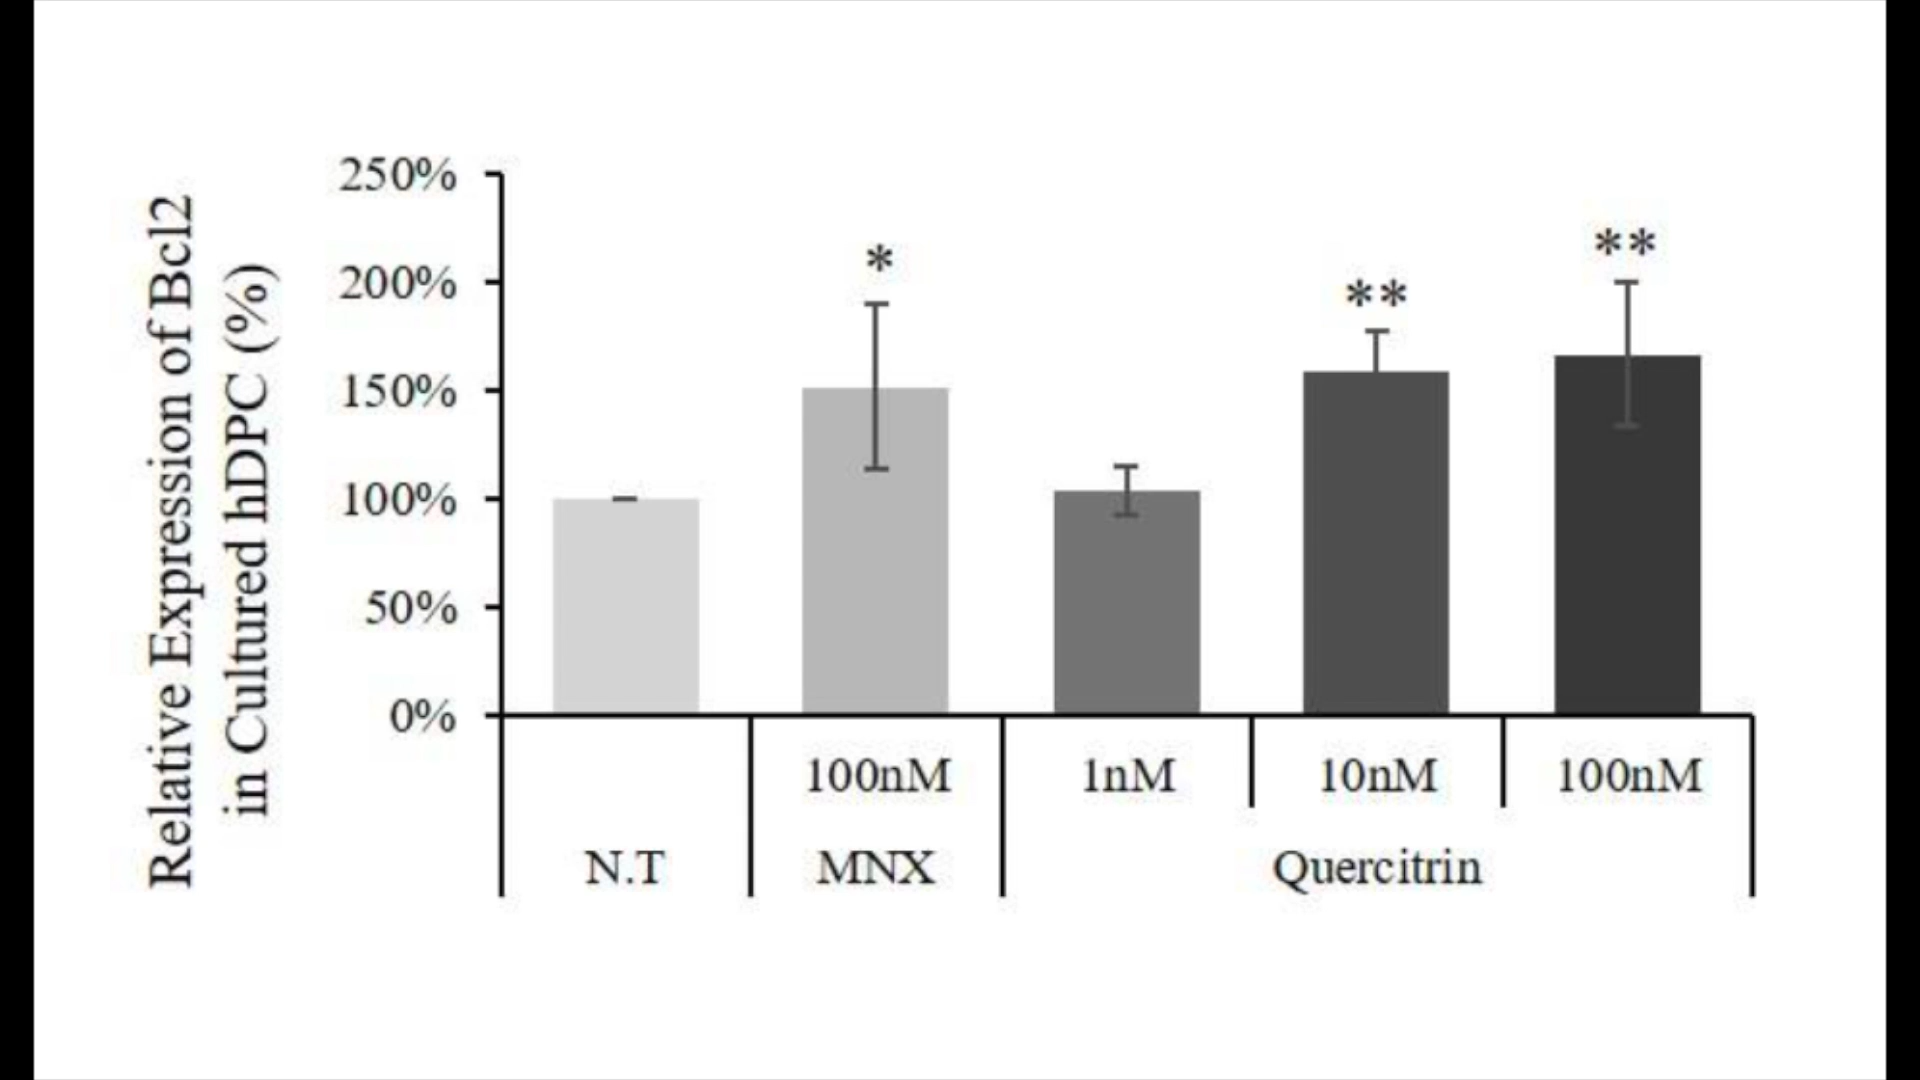 Relative Expression of Bcl2
in Cultured hDPC (%)
250%
200%
150%
100%
50%
0%
*
**
**
100nM 1nM 10nM 100nM
N.T MNX Quercitrin